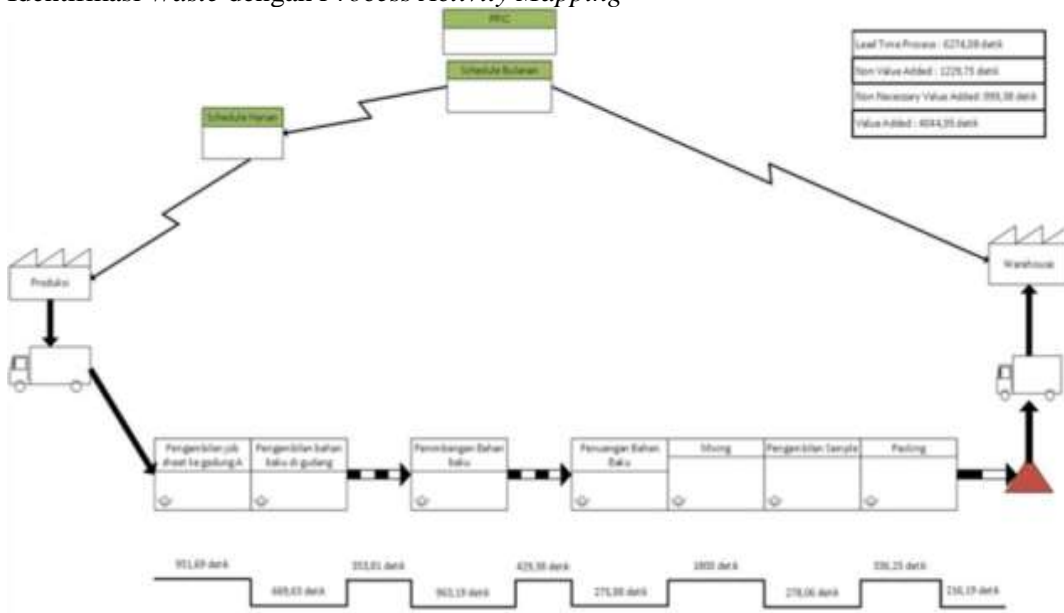 Identifikasi Waste dengan Process Activity Mapping
PPIC
Schedule Bulanan
Schedule Harian
Lead Time Process : 6274,08 detik
Non Value Added : 1229,75 detik
Non Necessary Value Added : 999,38 detik
Value Added : 4044,95 detik
Produksi
Warehouse
Pengambilan job
sheet ke gedung A
Pengambilan bahan
baku di gudang
Penimbangan Bahan
baku
Penuangan Bahan
Baku
Mixing
Pengambilan Sample
Packing
951,69 detik
669,63 detik
353,81 detik
963,19 detik
429,38 detik
275,88 detik
1800 detik
278,06 detik
336,25 detik
216,19 detik